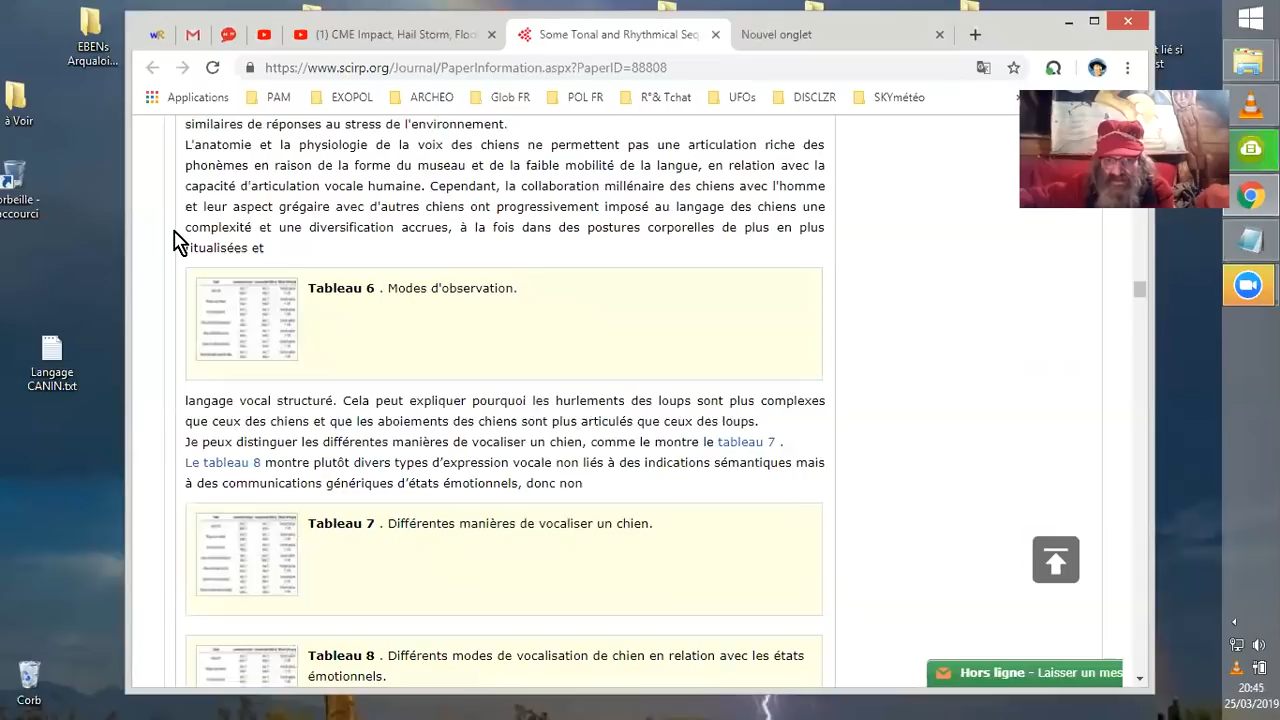 EBENs
Arqualoi...
à Voir
orbeille -
accourci
Langage
CANIN.txt
Corb
(1) CME Impact, Hailstorm, Floo
Some Tonal and Rhythmical Seq
Nouvel onglet
https://www.scirp.org/Journal/PaperInformation.aspx?PaperID=88808
Applications
PAM
EXOPOL
ARCHEO
Glob FR
POL FR
R°& Tchat
UFOs
DISCLZR
SKYmétéo
lié si
st
similaires de réponses au stress de l'environnement.
L'anatomie et la physiologie de la voix des chiens ne permettent pas une articulation riche des
phonèmes en raison de la forme du museau et de la faible mobilité de la langue, en relation avec la
capacité d'articulation vocale humaine. Cependant, la collaboration millénaire des chiens avec l'homme
et leur aspect grégaire avec d'autres chiens ont progressivement imposé au langage des chiens une
complexité et une diversification accrues, à la fois dans des postures corporelles de plus en plus
ritualisées et
Tableau 6 . Modes d'observation.
langage vocal structuré. Cela peut expliquer pourquoi les hurlements des loups sont plus complexes
que ceux des chiens et que les aboiements des chiens sont plus articulés que ceux des loups.
Je peux distinguer les différentes manières de vocaliser un chien, comme le montre le tableau 7 .
Le tableau 8 montre plutôt divers types d'expression vocale non liés à des indications sémantiques mais
à des communications génériques d'états émotionnels, donc non
Tableau 7 . Différentes manières de vocaliser un chien.
Tableau 8 . Différents modes de vocalisation du chien en relation avec les états
émotionnels.
Hors ligne - Laisser un mes
20:45
25/03/2019